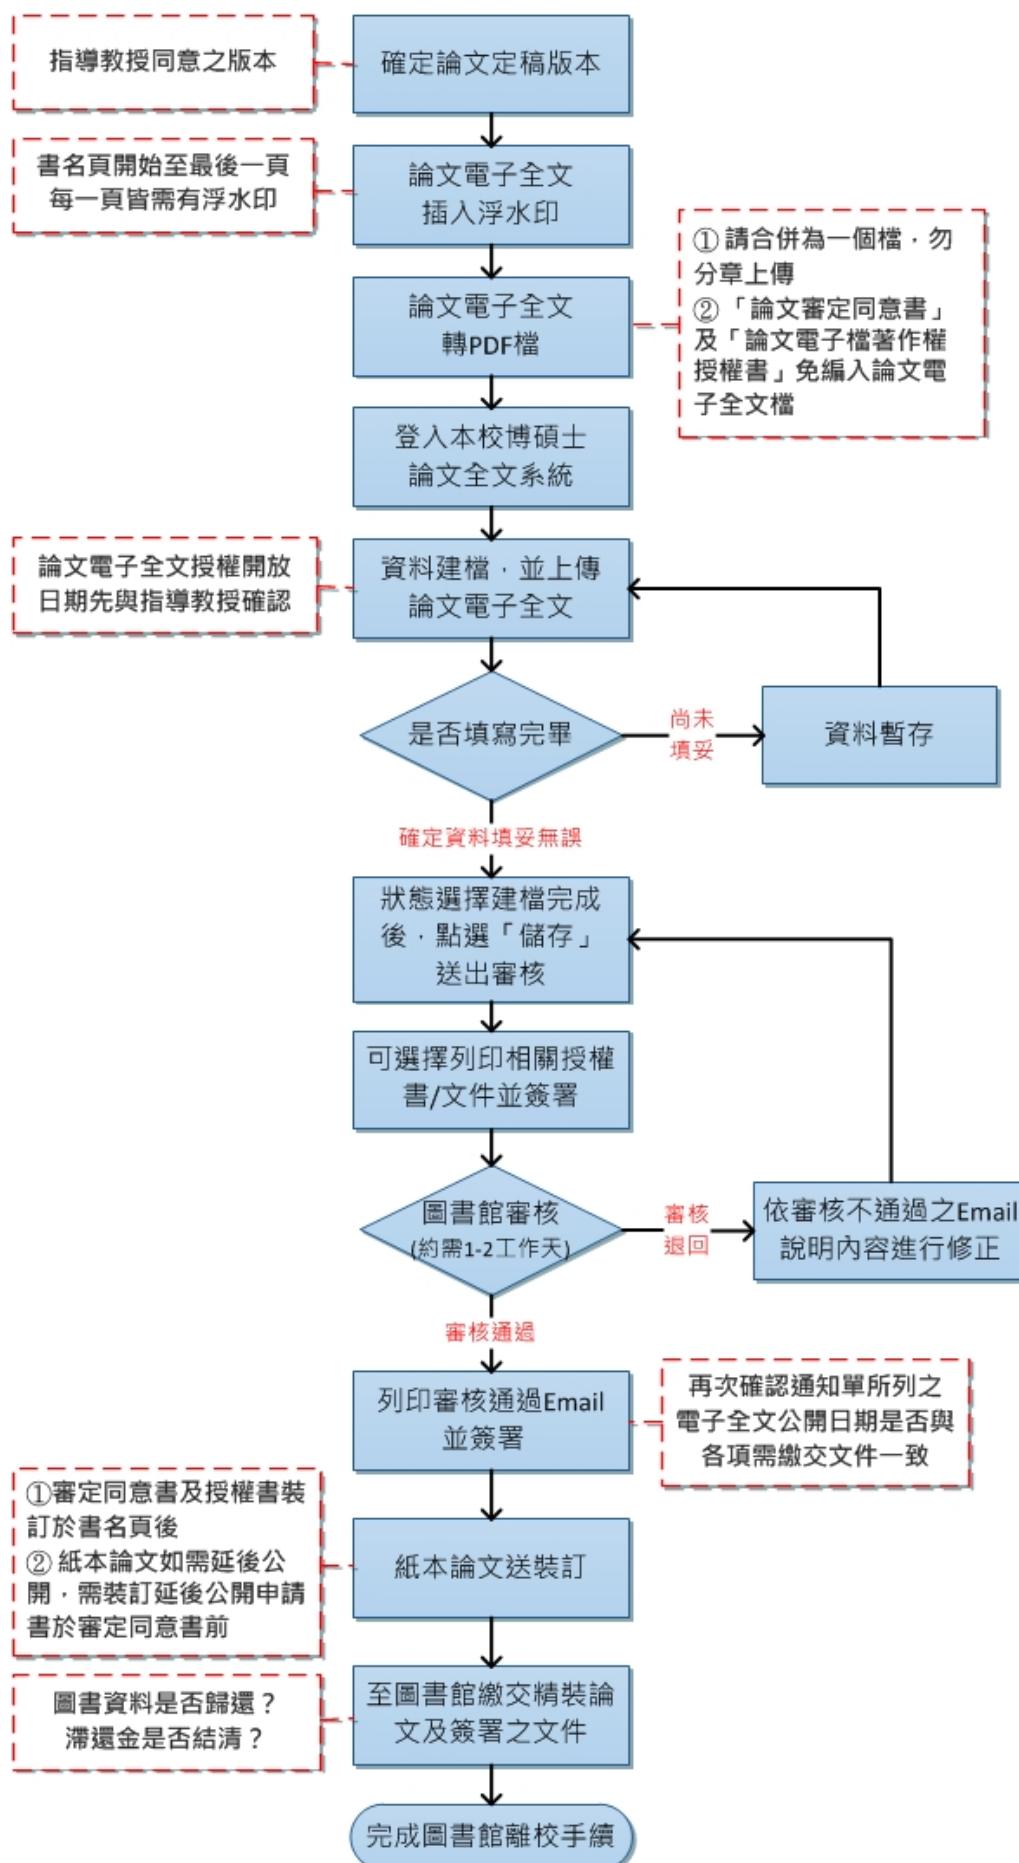 指導教授同意之版本
確定論文定稿版本
書名頁開始至最後一頁
每一頁皆需有浮水印
論文電子全文
插入浮水印
論文電子全文
轉PDF檔
① 請合併為一個檔，勿
分章上傳
② 「論文審定同意書」
及「論文電子檔著作權
授權書」免編入論文電
子全文檔
登入本校博碩士
論文全文系統
論文電子全文授權開放
日期先與指導教授確認
資料建檔，並上傳
論文電子全文
是否填寫完畢
尚未
填妥
資料暫存
確定資料填妥無誤
狀態選擇建檔完成
後，點選「儲存」
送出審核
可選擇列印相關授權
書/文件並簽署
圖書館審核
(約需1-2工作天)
審核
退回
依審核不通過之Email
說明內容進行修正
審核通過
列印審核通過Email
並簽署
再次確認通知單所列之
電子全文公開日期是否與
各項需繳交文件一致
①審定同意書及授權書裝
訂於書名頁後
② 紙本論文如需延後公
開，需裝訂延後公開申請
書於審定同意書前
紙本論文送裝訂
圖書資料是否歸還？
滯還金是否結清？
至圖書館繳交精裝論
文及簽署之文件
完成圖書館離校手續